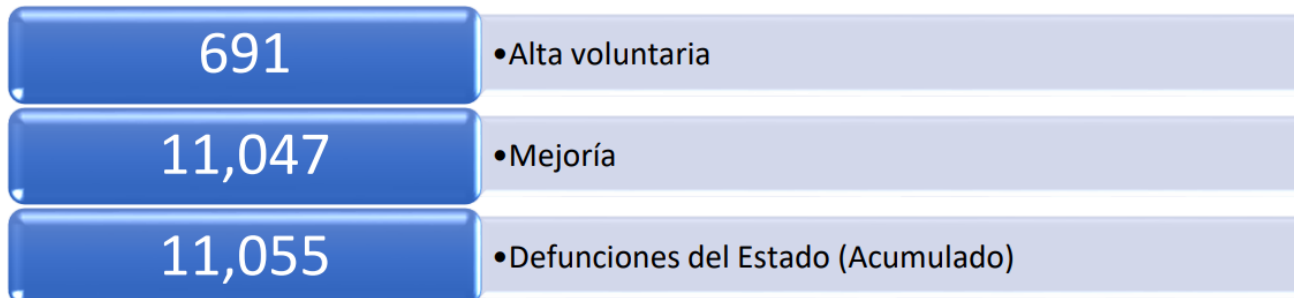 691
•Alta voluntaria
11,047
•Mejoría
11,055
•Defunciones del Estado (Acumulado)